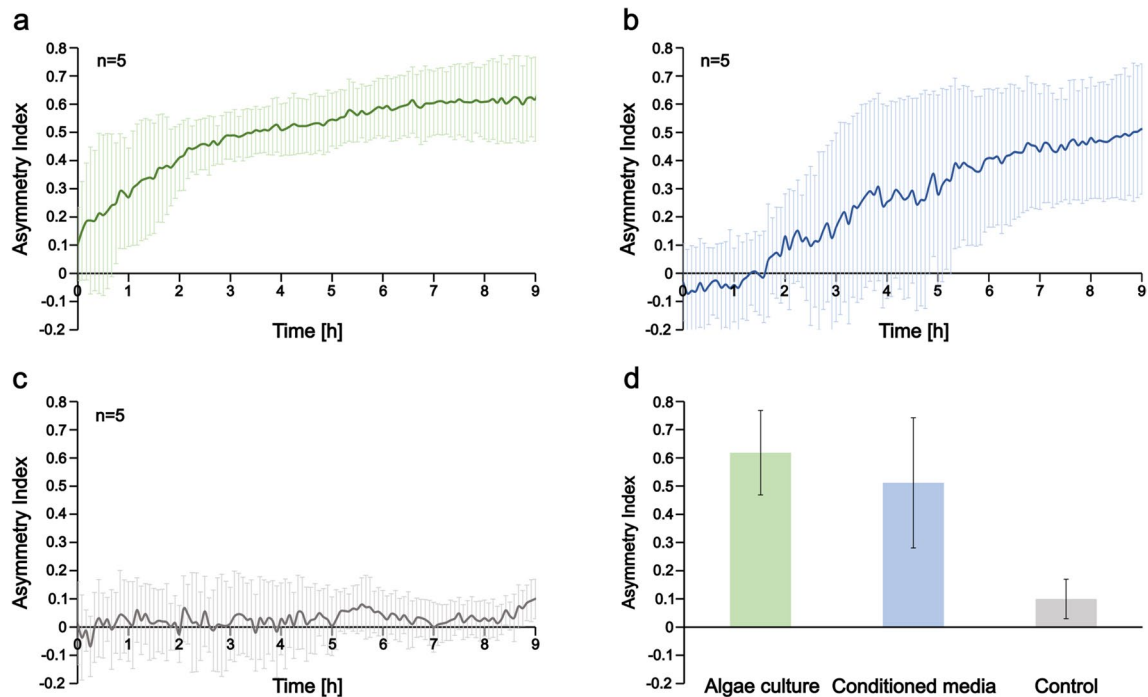 a
n=5
Asymmetry Index
0.8
0.7
0.6
0.5
0.4
0.3
0.2
0.1
0
-0.1
-0.2
0 1 2 3 4 5 6 7 8 9
Time [h]
b
n=5
Asymmetry Index
0.8
0.7
0.6
0.5
0.4
0.3
0.2
0.1
0
-0.1
-0.2
0 1 2 3 4 5 6 7 8 9
Time [h]
c
n=5
Asymmetry Index
0.8
0.7
0.6
0.5
0.4
0.3
0.2
0.1
0
-0.1
-0.2
0 1 2 3 4 5 6 7 8 9
Time [h]
d
Asymmetry Index
0.8
0.7
0.6
0.5
0.4
0.3
0.2
0.1
0
-0.1
-0.2
Algae culture Conditioned media Control